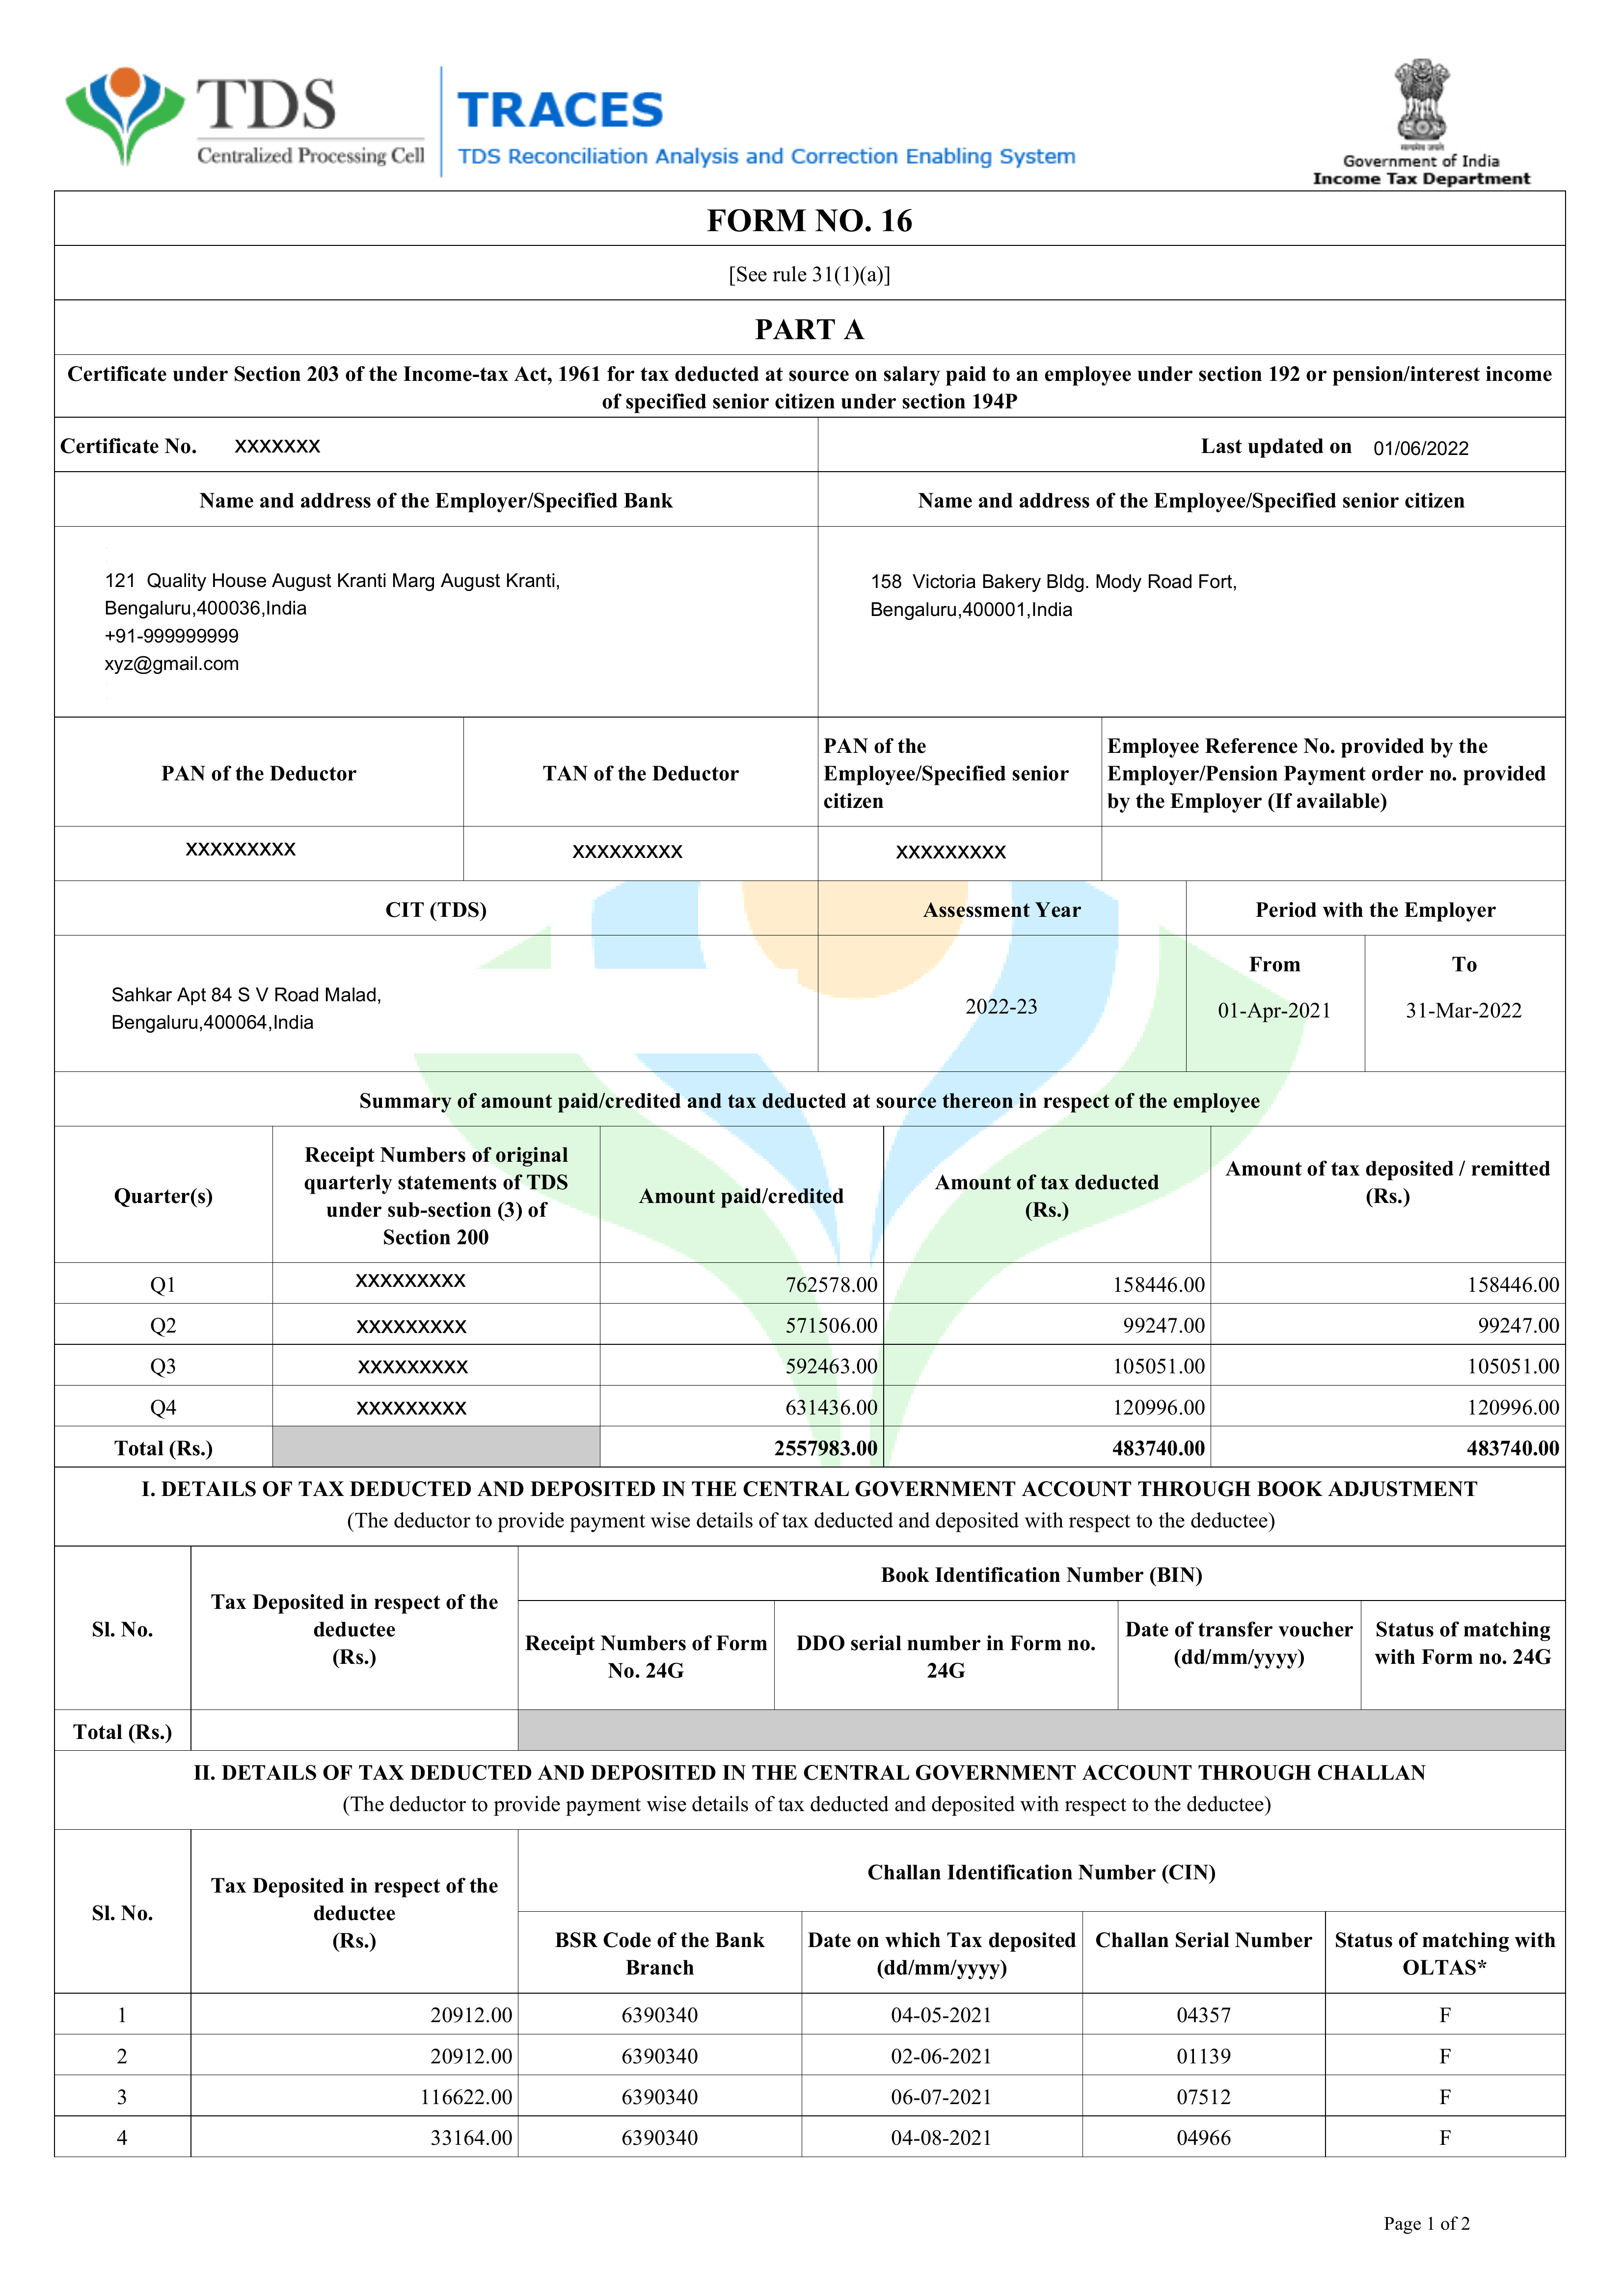 TDS
Centralized Processing Cell
TRACES
TDS Reconciliation Analysis and Correction Enabling System
सत्यमेव जयते
Government of India
Income Tax Department
FORM NO. 16
[See rule 31(1)(a)]
PART A
Certificate under Section 203 of the Income-tax Act, 1961 for tax deducted at source on salary paid to an employee under section 192 or pension/interest income
of specified senior citizen under section 194P
Certificate No. XXXXXXX Last updated on 01/06/2022
Name and address of the Employer/Specified Bank Name and address of the Employee/Specified senior citizen
121 Quality House August Kranti Marg August Kranti,
Bengaluru,400036,India
+91-999999999
xyz@gmail.com
158 Victoria Bakery Bldg. Mody Road Fort,
Bengaluru,400001,India
PAN of the Deductor
TAN of the Deductor
PAN of the
Employee/Specified senior
citizen
Employee Reference No. provided by the
Employer/Pension Payment order no. provided
by the Employer (If available)
XXXXXXXXX XXXXXXXXX XXXXXXXXX
CIT (TDS) Assessment Year Period with the Employer
Sahkar Apt 84 S V Road Malad,
Bengaluru,400064,India
2022-23
From To
01-Apr-2021 31-Mar-2022
Summary of amount paid/credited and tax deducted at source thereon in respect of the employee
Quarter(s)
Receipt Numbers of original
quarterly statements of TDS
under sub-section (3) of
Section 200
Amount paid/credited
Amount of tax deducted
(Rs.)
Amount of tax deposited / remitted
(Rs.)
Q1 XXXXXXXXX 762578.00 158446.00 158446.00
Q2 XXXXXXXXX 571506.00 99247.00 99247.00
Q3 XXXXXXXXX 592463.00 105051.00 105051.00
Q4 XXXXXXXXX 631436.00 120996.00 120996.00
Total (Rs.) 2557983.00 483740.00 483740.00
I. DETAILS OF TAX DEDUCTED AND DEPOSITED IN THE CENTRAL GOVERNMENT ACCOUNT THROUGH BOOK ADJUSTMENT
(The deductor to provide payment wise details of tax deducted and deposited with respect to the deductee)
Sl. No.
Tax Deposited in respect of the
deductee
(Rs.)
Book Identification Number (BIN)
Receipt Numbers of Form
No. 24G
DDO serial number in Form no.
24G
Date of transfer voucher
(dd/mm/yyyy)
Status of matching
with Form no. 24G
Total (Rs.)
II. DETAILS OF TAX DEDUCTED AND DEPOSITED IN THE CENTRAL GOVERNMENT ACCOUNT THROUGH CHALLAN
(The deductor to provide payment wise details of tax deducted and deposited with respect to the deductee)
Sl. No.
Tax Deposited in respect of the
deductee
(Rs.)
Challan Identification Number (CIN)
BSR Code of the Bank
Branch
Date on which Tax deposited
(dd/mm/yyyy)
Challan Serial Number
Status of matching with
OLTAS*
1 20912.00 6390340 04-05-2021 04357 F
2 20912.00 6390340 02-06-2021 01139 F
3 116622.00 6390340 06-07-2021 07512 F
4 33164.00 6390340 04-08-2021 04966 F
Page 1 of 2